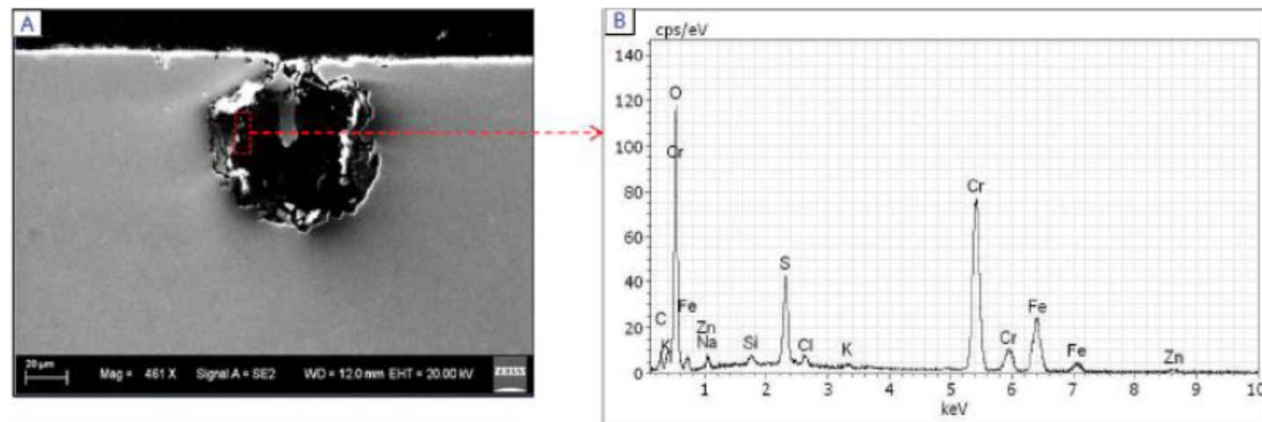 A
20 µm
Mag = 461 X Signal A = SE2 WD = 12.0 mm EHT = 20.00 kV
ZEISS
B
cps/eV
140
120
100
80
60
40
20
0
O
Cr
Fe
C
K
Zn
Na
Si
S
Cl
K
Cr
Cr
Fe
Fe
Zn
1 2 3 4 5 6 7 8 9 10
keV